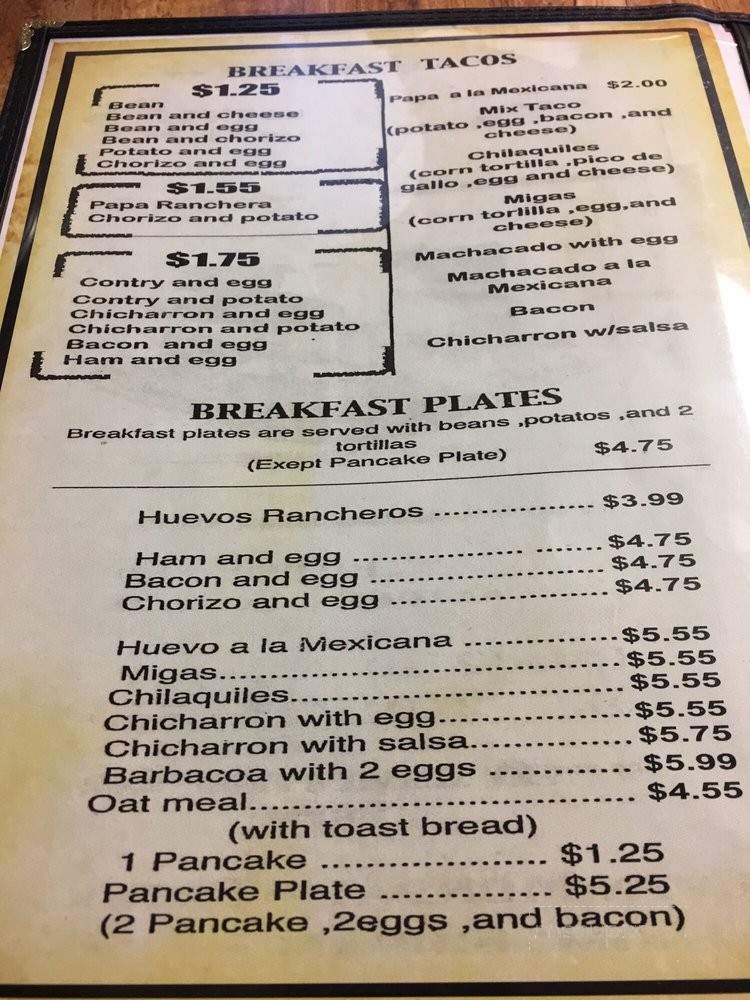 BREAKFAST TACOS
$1.25
Bean
Bean and cheese
Bean and egg
Bean and chorizo
Potato and egg
Chorizo and egg
$1.55
Papa Ranchera
Chorizo and potato
$1.75
Contry and egg
Contry and potato
Chicharron and egg
Chicharron and potato
Bacon and egg
Ham and egg
Papa a la Mexicana $2.00
Mix Taco
(potato ,egg ,bacon ,and
cheese)
Chilaquiles
(corn tortilla ,pico de
gallo ,egg and cheese)
Migas
(corn torlilla ,egg,and
cheese)
Machacado with egg
Machacado a la
Mexicana
Bacon
Chicharron w/salsa
BREAKFAST PLATES
Breakfast plates are served with beans ,potatos ,and 2
tortillas
(Exept Pancake Plate) $4.75
Huevos Rancheros .................. $3.99
Ham and egg ................... ....... $4.75
Bacon and egg ......................... $4.75
Chorizo and egg ....................... $4.75
Huevo a la Mexicana ................$5.55
Migas........................................... $5.55
Chilaquiles................................... $5.55
Chicharron with egg....................$5.55
Chicharron with salsa................. $5.75
Barbacoa with 2 eggs .............. $5.99
Oat meal...................................... $4.55
(with toast bread)
1 Pancake ..................... $1.25
Pancake Plate ................ $5.25
(2 Pancake ,2eggs ,and bacon)